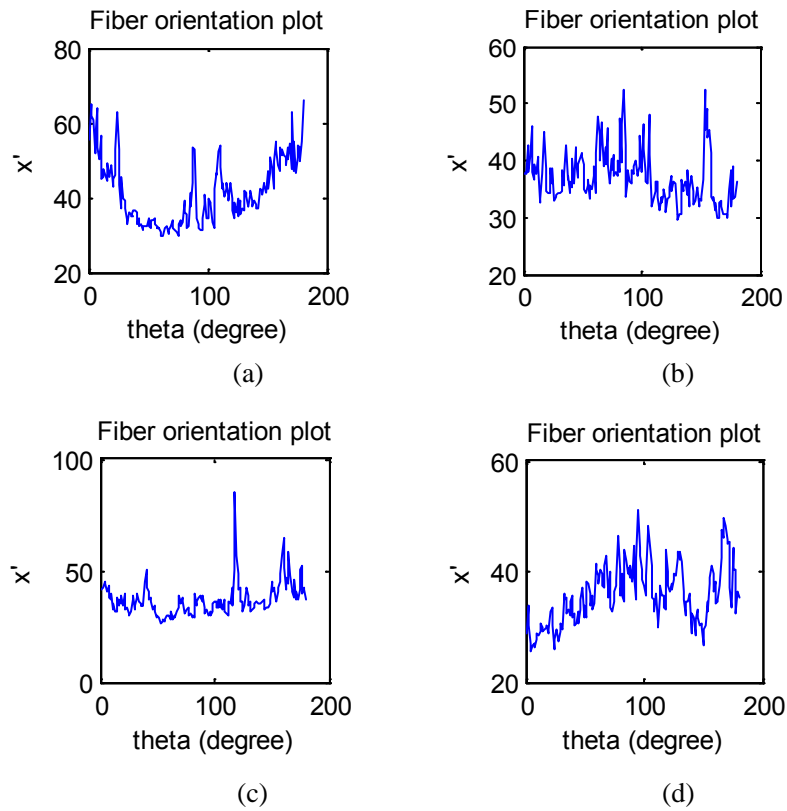 Fiber orientation plot
80
60
40
20
x'
0 100 200
theta (degree)
(a)
Fiber orientation plot
60
50
40
30
20
x'
0 100 200
theta (degree)
(b)
Fiber orientation plot
100
50
0
x'
0 100 200
theta (degree)
(c)
Fiber orientation plot
60
40
20
x'
0 100 200
theta (degree)
(d)